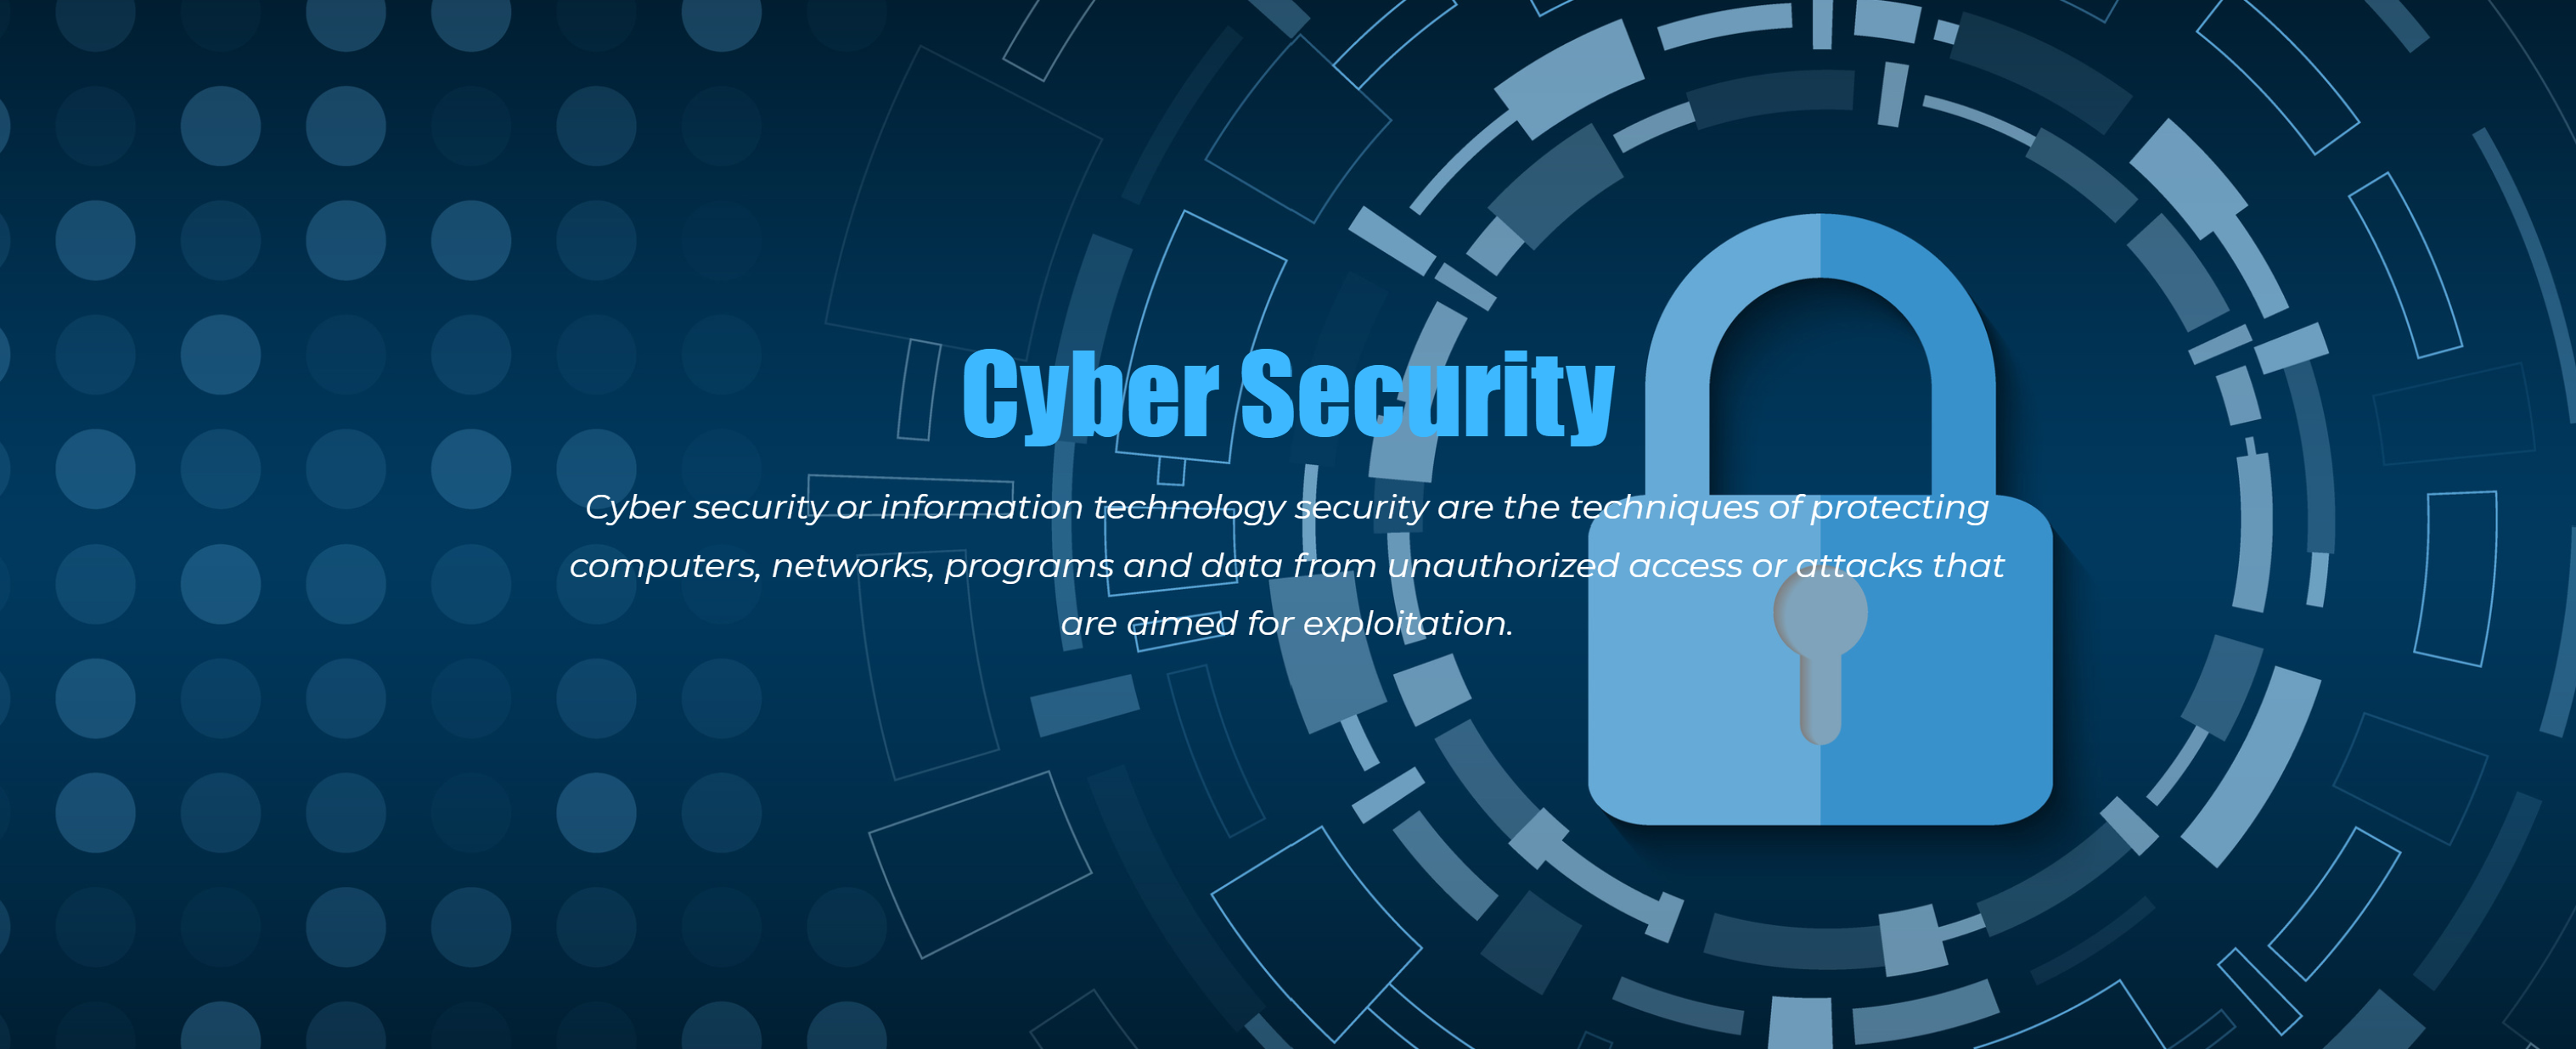 Cyber Security
Cyber security or information technology security are the techniques of protecting
computers, networks, programs and data from unauthorized access or attacks that
are aimed for exploitation.